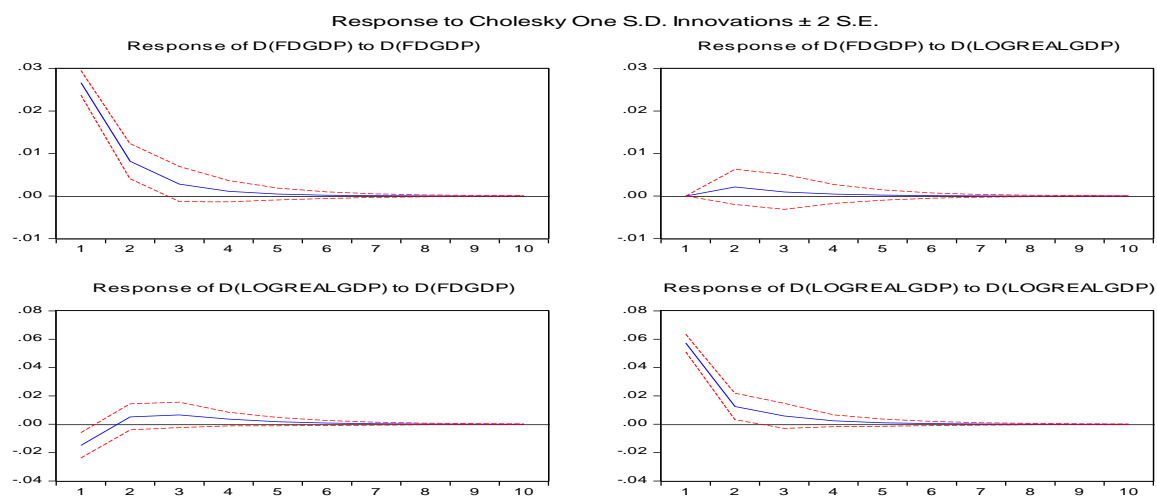 Response to Cholesky One S.D. Innovations ± 2 S.E.
Response of D(FDGDP) to D(FDGDP)
.03
.02
.01
.00
-.01
1 2 3 4 5 6 7 8 9 10
Response of D(FDGDP) to D(LOGREALGDP)
.03
.02
.01
.00
-.01
1 2 3 4 5 6 7 8 9 10
Response of D(LOGREALGDP) to D(FDGDP)
.08
.06
.04
.02
.00
-.02
-.04
1 2 3 4 5 6 7 8 9 10
Response of D(LOGREALGDP) to D(LOGREALGDP)
.08
.06
.04
.02
.00
-.02
-.04
1 2 3 4 5 6 7 8 9 10